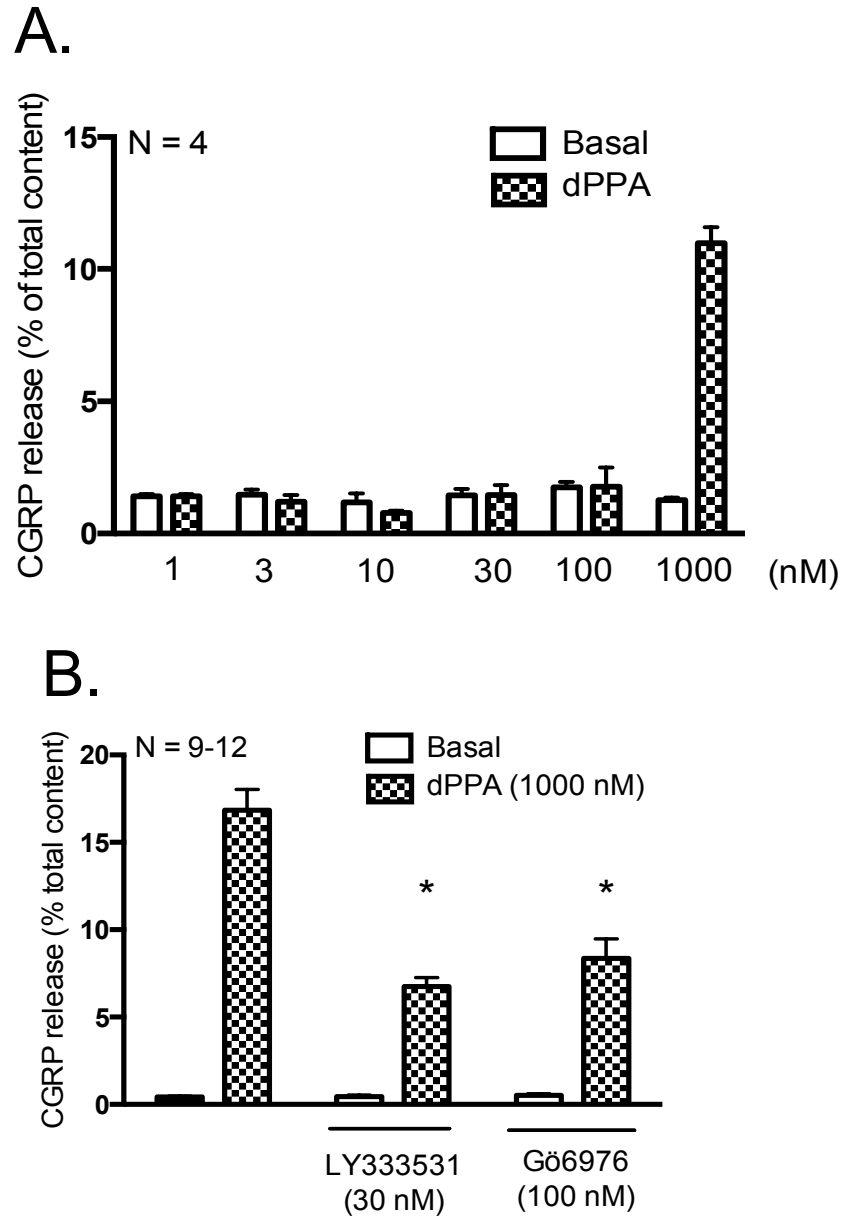 A.
CGRP release (% of total content)
15
10
5
0
N = 4
Basal
dPPA
1 3 10 30 100 1000 (nM)
B.
CGRP release (% total content)
20
15
10
5
0
N = 9-12
Basal
dPPA (1000 nM)
* *
LY333531 Gö6976
(30 nM) (100 nM)